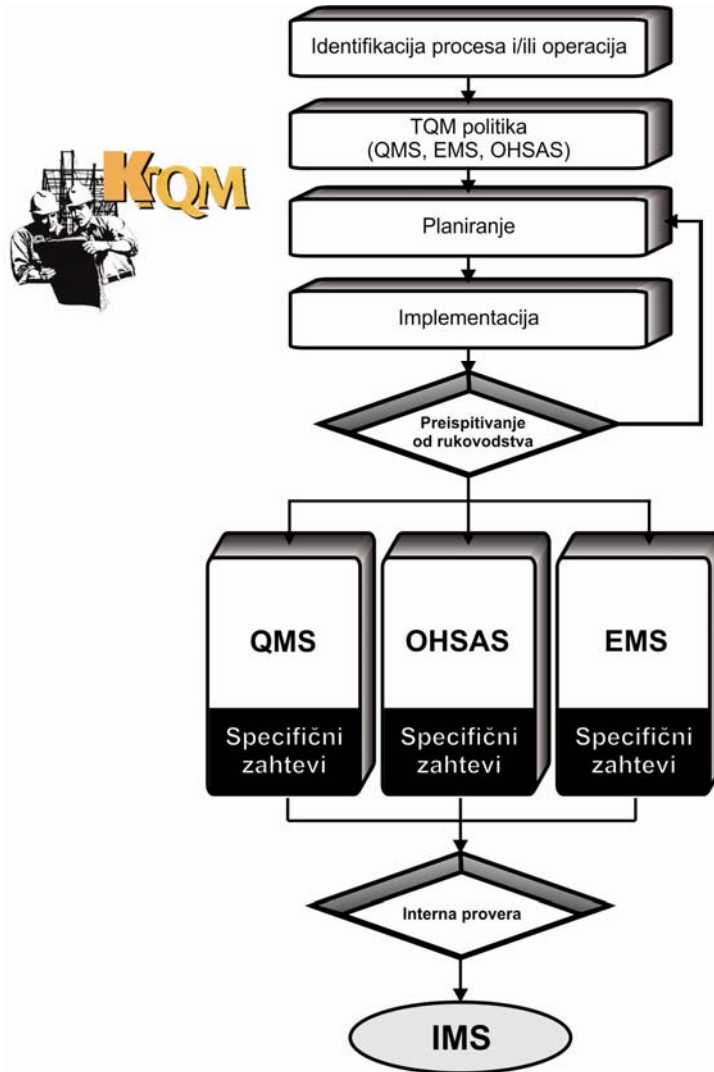 Identifikacija procesa i/ili operacija
TQM politika
(QMS, EMS, OHSAS)
KTQM
Planiranje
Implementacija
Preispitivanje
od rukovodstva
QMS
Specifični
zahtevi
OHSAS
Specifični
zahtevi
EMS
Specifični
zahtevi
Interna provera
IMS